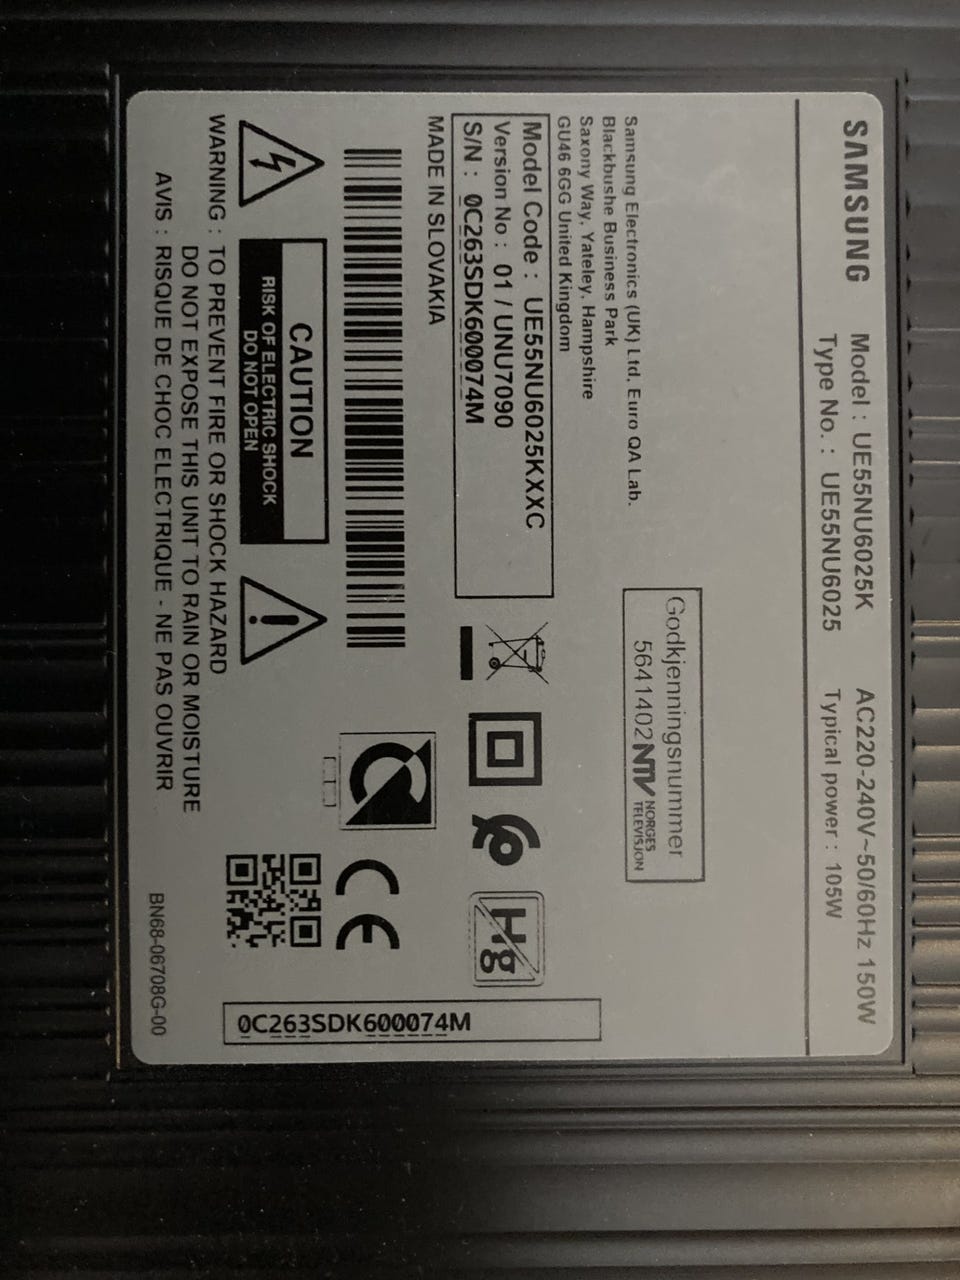 SAMSUNG
Model : UE55NU6025K
Type No. : UE55NU6025
AC220-240V~50/60Hz 150W
Typical power : 105W
Samsung Electronics (UK) Ltd, Euro QA Lab.
Blackbushe Business Park
Saxony Way, Yateley, Hampshire
GU46 6GG United Kingdom
Godkjenningsnummer
5641402 NTV NORGES
TELEVISJON
Model Code : UE55NU6025KXXC
Version No : 01 / UNU7090
S/N : 0C263SDK600074M
MADE IN SLOVAKIA
Hg
CE
CAUTION
RISK OF ELECTRIC SHOCK
DO NOT OPEN
WARNING : TO PREVENT FIRE OR SHOCK HAZARD
DO NOT EXPOSE THIS UNIT TO RAIN OR MOISTURE
AVIS : RISQUE DE CHOC ELECTRIQUE - NE PAS OUVRIR
BN68-06708G-00
0C263SDK600074M